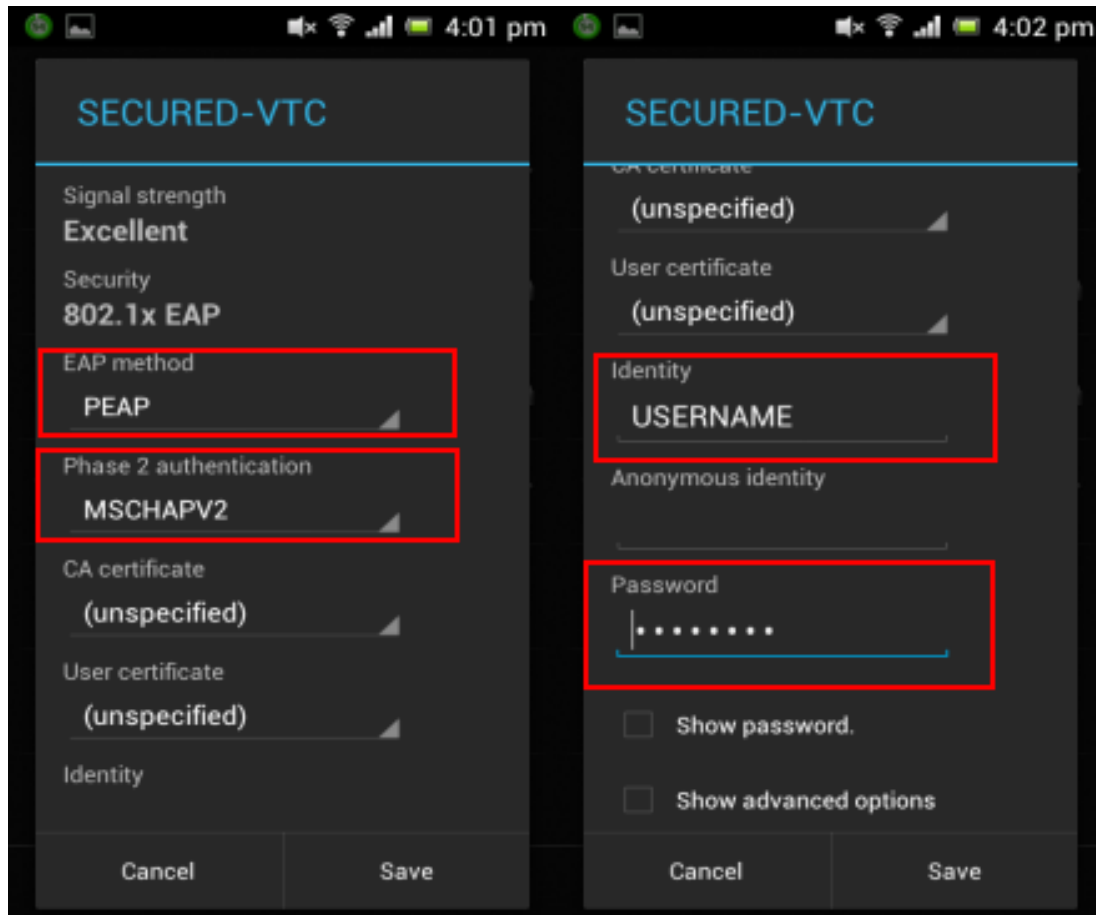 4:01 pm
SECURED-VTC
Signal strength
Excellent
Security
802.1x EAP
EAP method
PEAP
Phase 2 authentication
MSCHAPV2
CA certificate
(unspecified)
User certificate
(unspecified)
Identity
Cancel Save
4:02 pm
SECURED-VTC
CA certificate
(unspecified)
User certificate
(unspecified)
Identity
USERNAME
Anonymous identity
Password
••••••••
Show password.
Show advanced options
Cancel Save